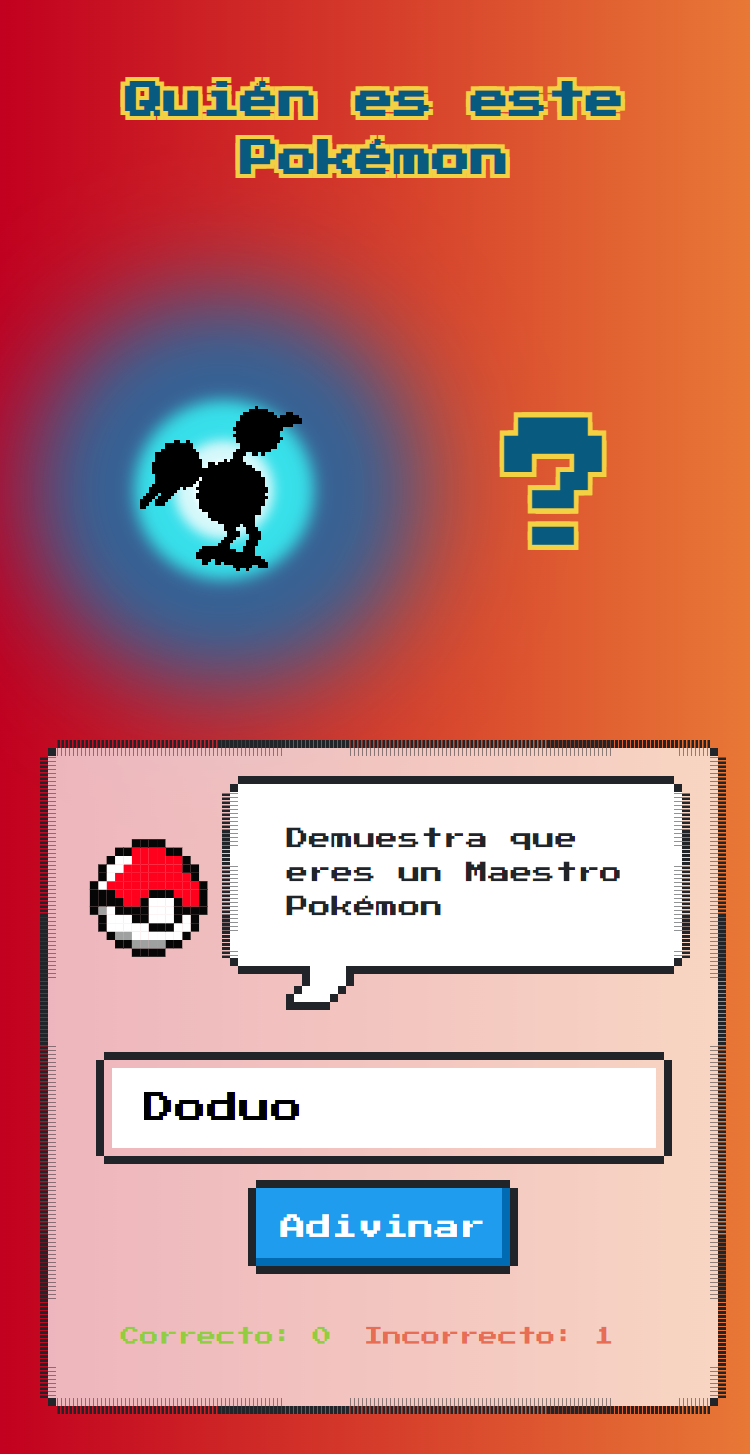 Quién es este
Pokémon
?
Demuestra que
eres un Maestro
Pokémon
Doduo
Adivinar
Correcto: 0 Incorrecto: 1